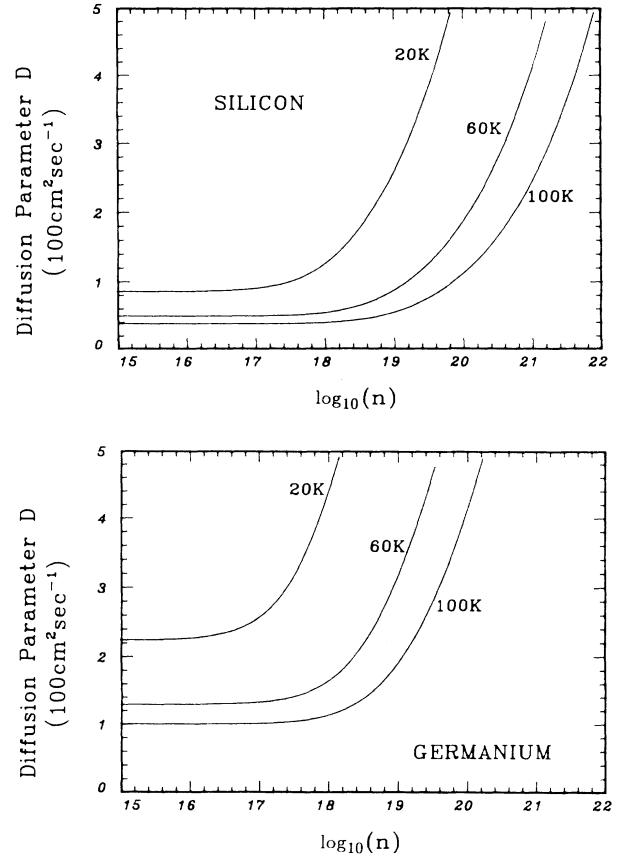 Diffusion Parameter D
(100cm²sec⁻¹)
5
4
3
2
1
0
SILICON
20K
60K
100K
15 16 17 18 19 20 21 22
log₁₀(n)
Diffusion Parameter D
(100cm²sec⁻¹)
5
4
3
2
1
0
20K
60K
100K
GERMANIUM
15 16 17 18 19 20 21 22
log₁₀(n)